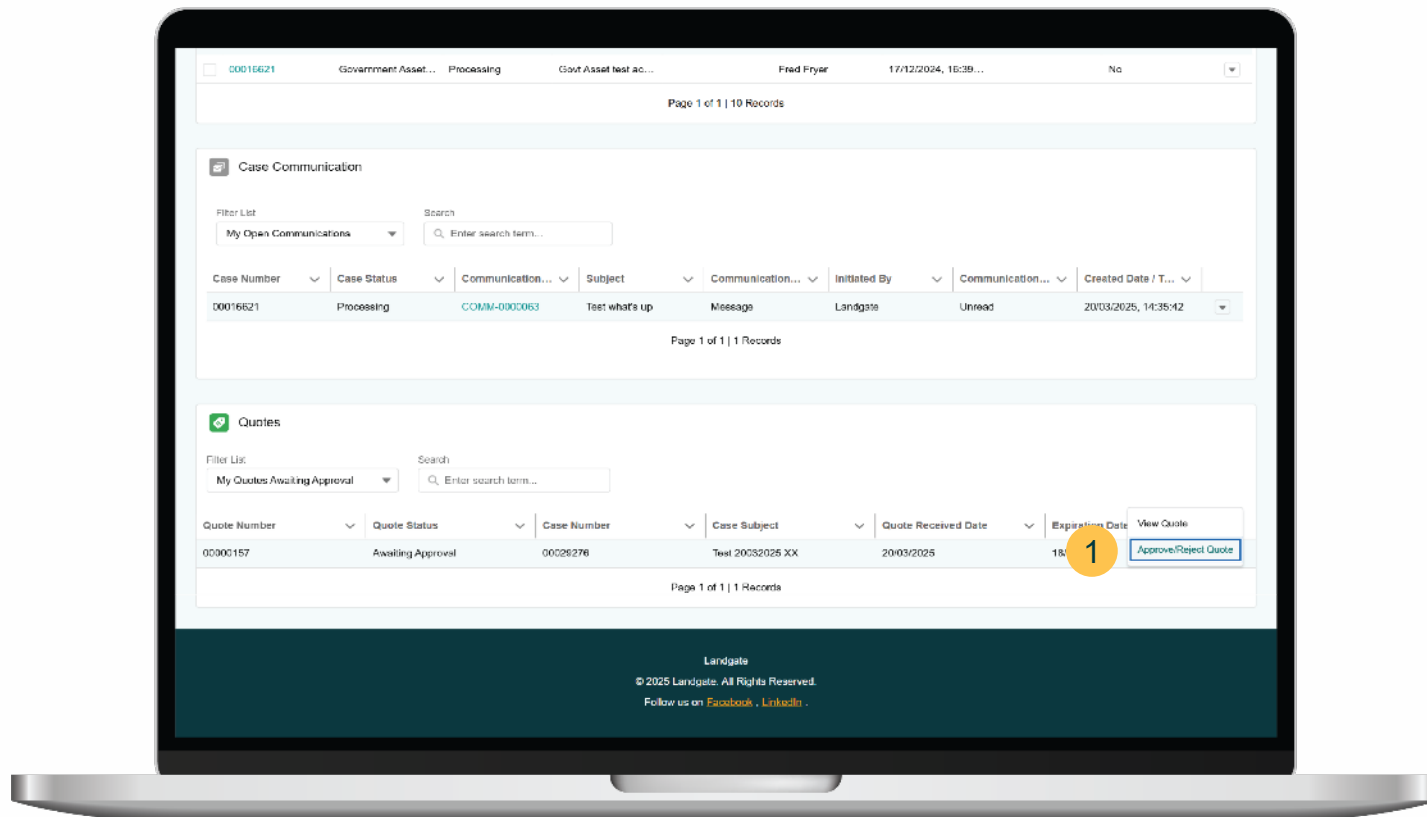 00016621 Government Asset... Processing Govt Asset test ac... Fred Fryer 17/12/2024, 16:39... No
Page 1 of 1 | 10 Records
Case Communication
Filter List Search
My Open Communications Enter search term...
Case Number Case Status Communication... Subject Communication... Initiated By Communication... Created Date / T...
00016621 Processing COMM-0000063 Test what's up Message Landgate Unread 20/03/2025, 14:35:42
Page 1 of 1 | 1 Records
Quotes
Filter List Search
My Quotes Awaiting Approval Enter search term...
Quote Number Quote Status Case Number Case Subject Quote Received Date Expiration Date View Quote
00000157 Awaiting Approval 00029276 Test 20032025 XX 20/03/2025 18/ 1 Approve/Reject Quote
Page 1 of 1 | 1 Records
Landgate
© 2025 Landgate. All Rights Reserved.
Follow us on Facebook , LinkedIn .